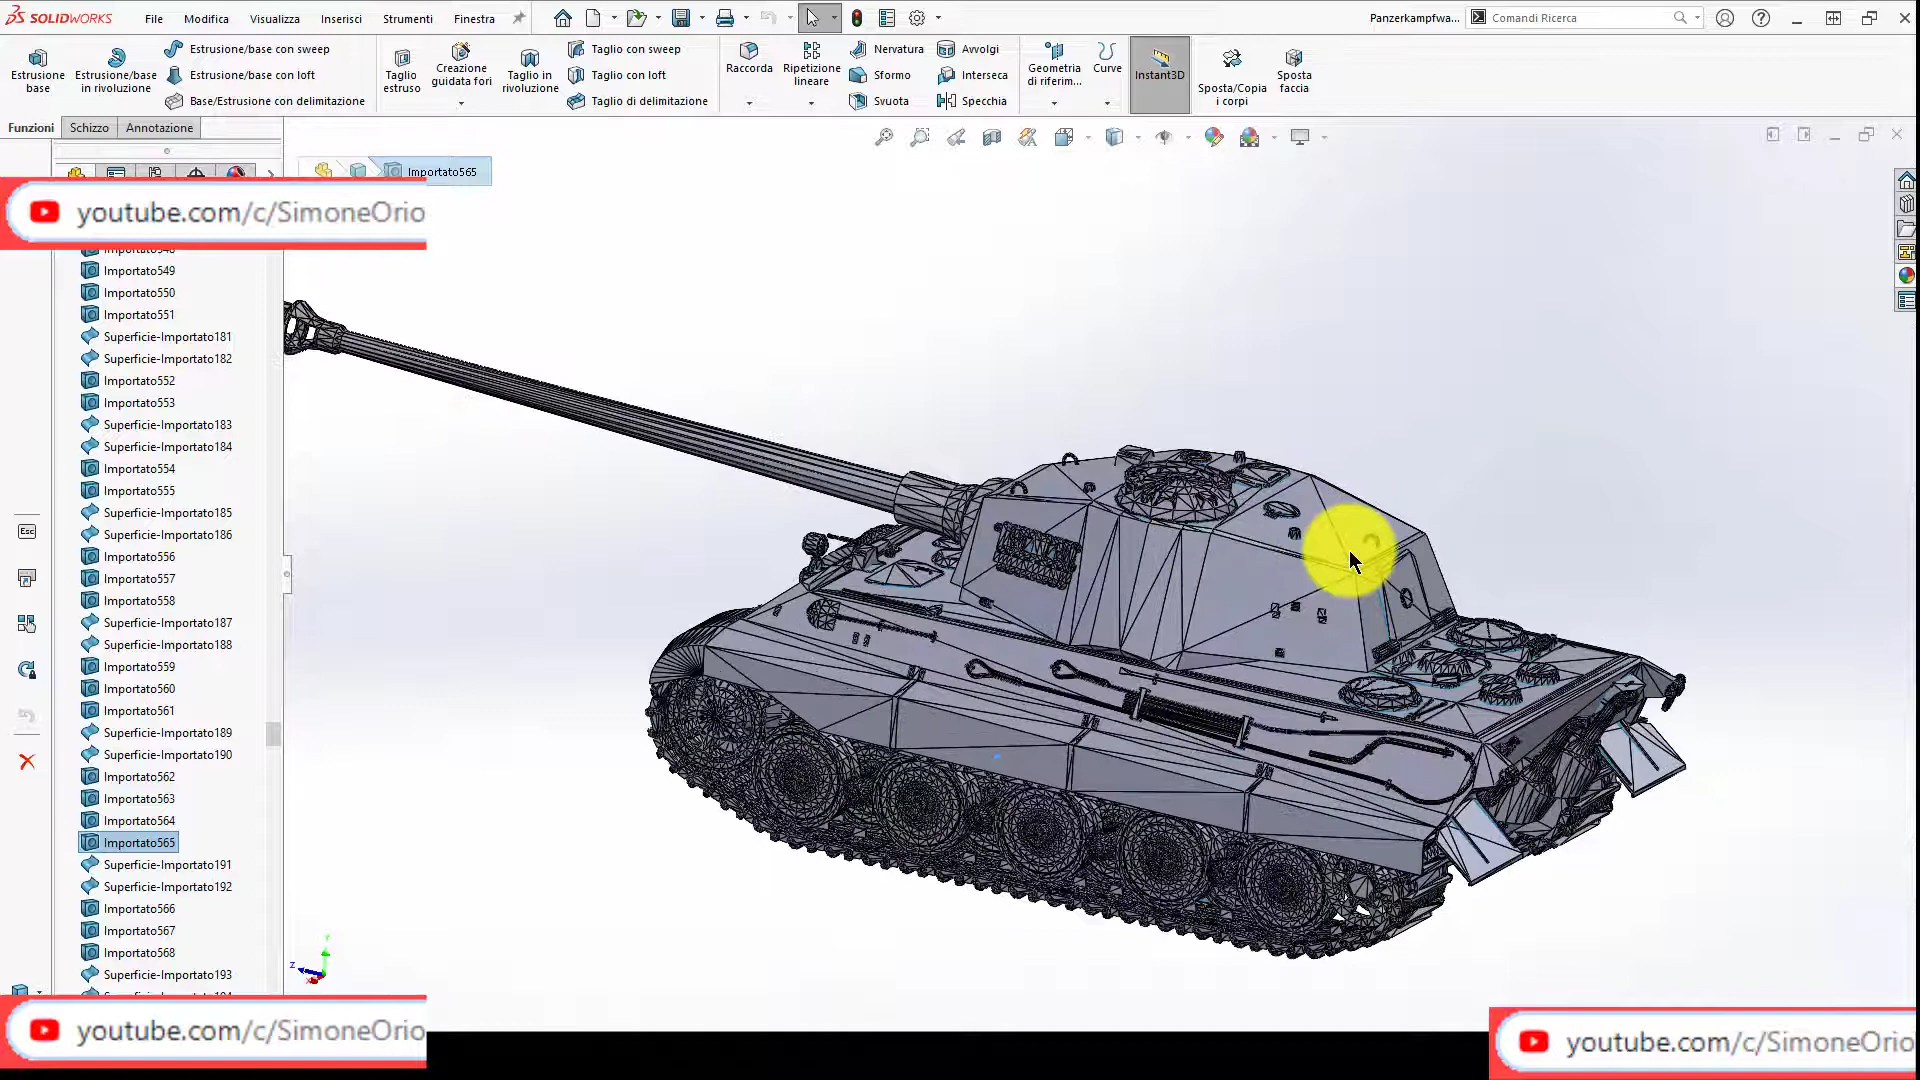 SOLIDWORKS
File
Modifica
Visualizza
Inserisci
Strumenti
Finestra
Panzerkampfwa...
Comandi Ricerca
Estrusione base
Estrusione/base in rivoluzione
Estrusione/base con sweep
Estrusione/base con loft
Base/Estrusione con delimitazione
Taglio estruso
Creazione guidata fori
Taglio in rivoluzione
Taglio con sweep
Taglio con loft
Taglio di delimitazione
Raccorda
Ripetizione lineare
Nervatura
Sformo
Svuota
Avvolgi
Interseca
Specchia
Geometria di riferim...
Curve
Instant3D
Sposta/Copia i corpi
Sposta faccia
Funzioni
Schizzo
Annotazione
Importato565
youtube.com/c/SimoneOrio
Importato549
Importato550
Importato551
Superficie-Importato181
Superficie-Importato182
Importato552
Importato553
Superficie-Importato183
Superficie-Importato184
Importato554
Importato555
Superficie-Importato185
Superficie-Importato186
Importato556
Importato557
Importato558
Superficie-Importato187
Superficie-Importato188
Importato559
Importato560
Importato561
Superficie-Importato189
Superficie-Importato190
Importato562
Importato563
Importato564
Importato565
Superficie-Importato191
Superficie-Importato192
Importato566
Importato567
Importato568
Superficie-Importato193
Esc
Z
youtube.com/c/SimoneOrio
youtube.com/c/SimoneOrio